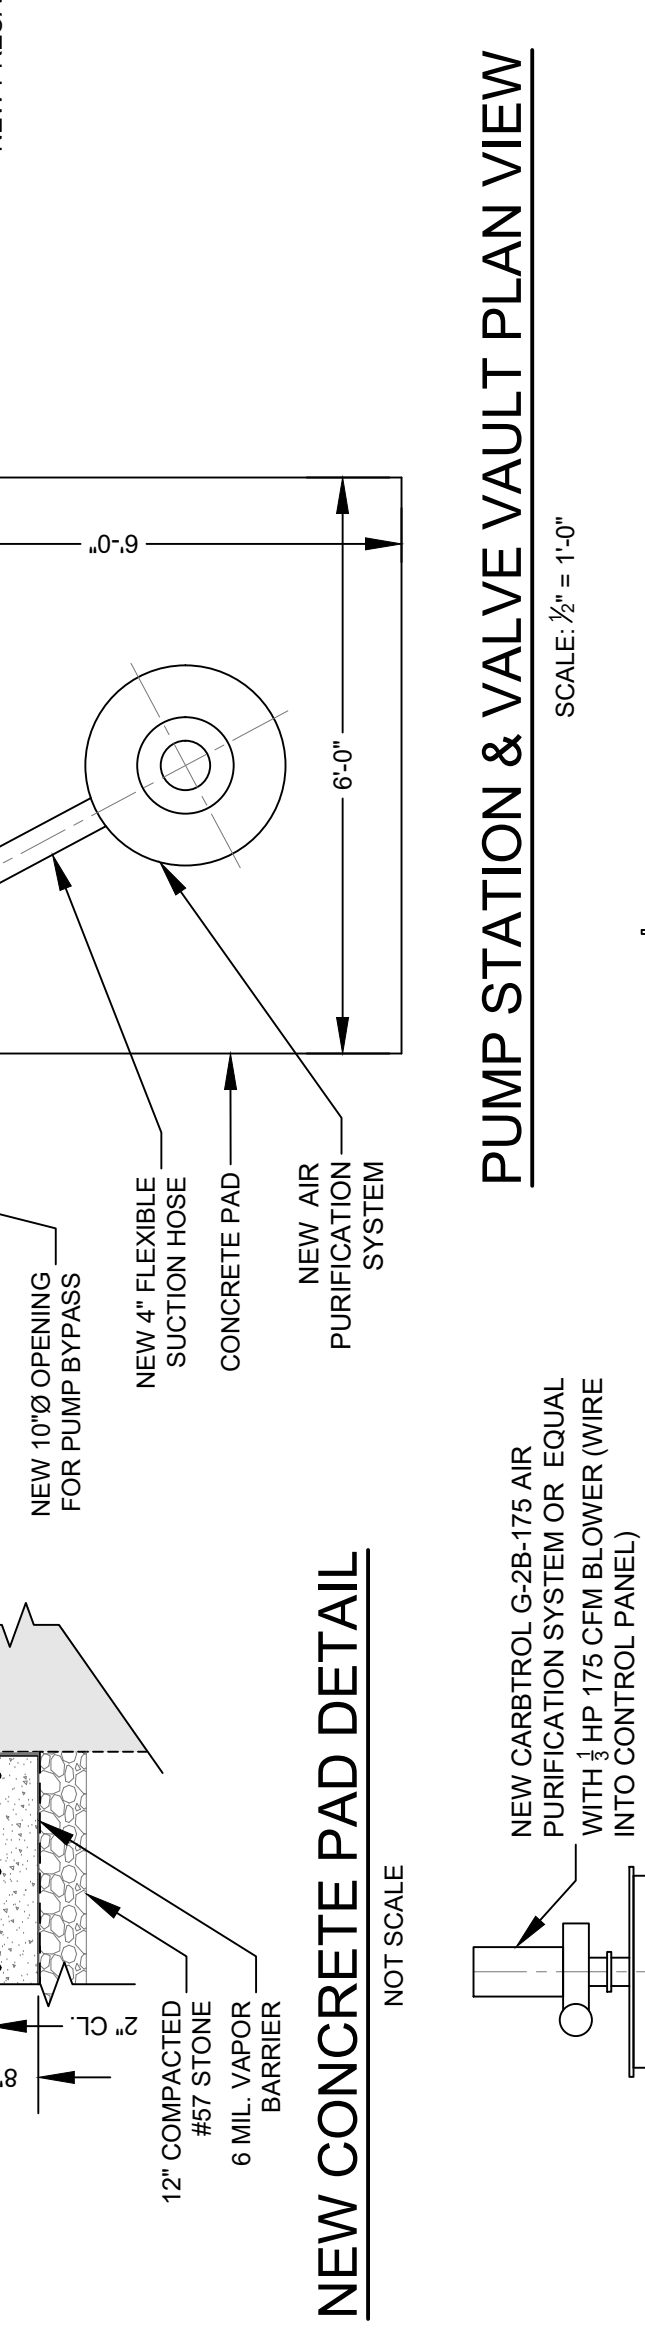 6'-0"
6'-0"
NEW 10"Ø OPENING
FOR PUMP BYPASS
NEW 4" FLEXIBLE
SUCTION HOSE
CONCRETE PAD
NEW AIR
PURIFICATION
SYSTEM
PUMP STATION & VALVE VAULT PLAN VIEW
SCALE: ½" = 1'-0"
8"
2" CL.
12" COMPACTED
#57 STONE
6 MIL. VAPOR
BARRIER
NEW CONCRETE PAD DETAIL
NOT SCALE
NEW CARBTROL G-2B-175 AIR
PURIFICATION SYSTEM OR EQUAL
WITH ⅓ HP 175 CFM BLOWER (WIRE
INTO CONTROL PANEL)